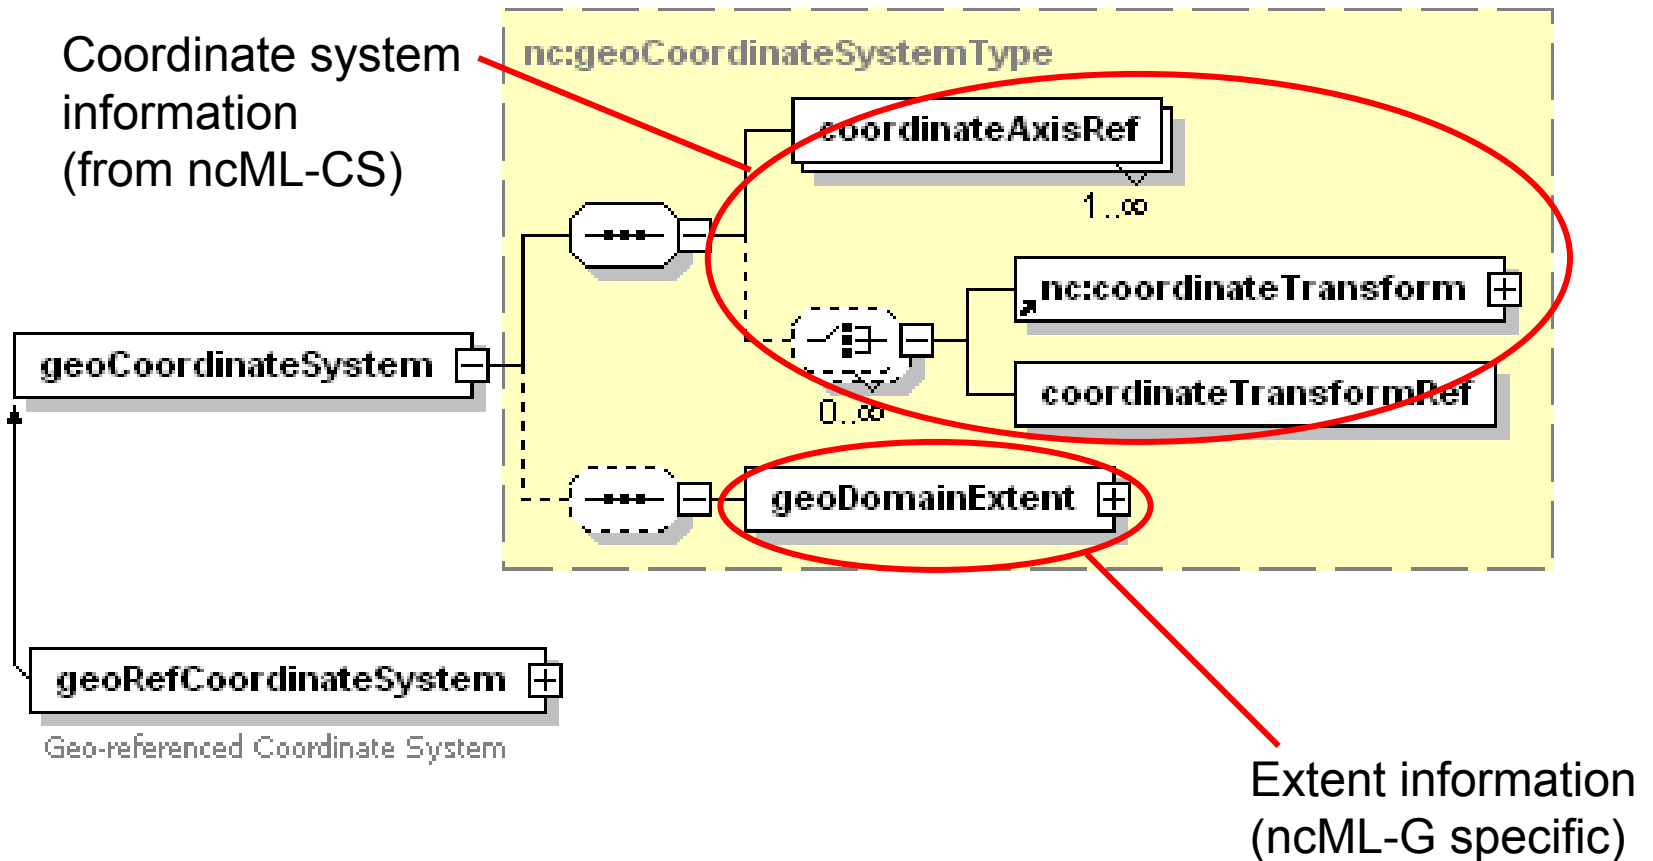 Coordinate system
information
(from ncML-CS)
nc:geoCoordinateSystemType
coordinateAxisRef
1..∞
nc:coordinateTransform
geoCoordinateSystem
coordinateTransformRef
0..∞
geoDomainExtent
geoRefCoordinateSystem
Geo-referenced Coordinate System
Extent information
(ncML-G specific)